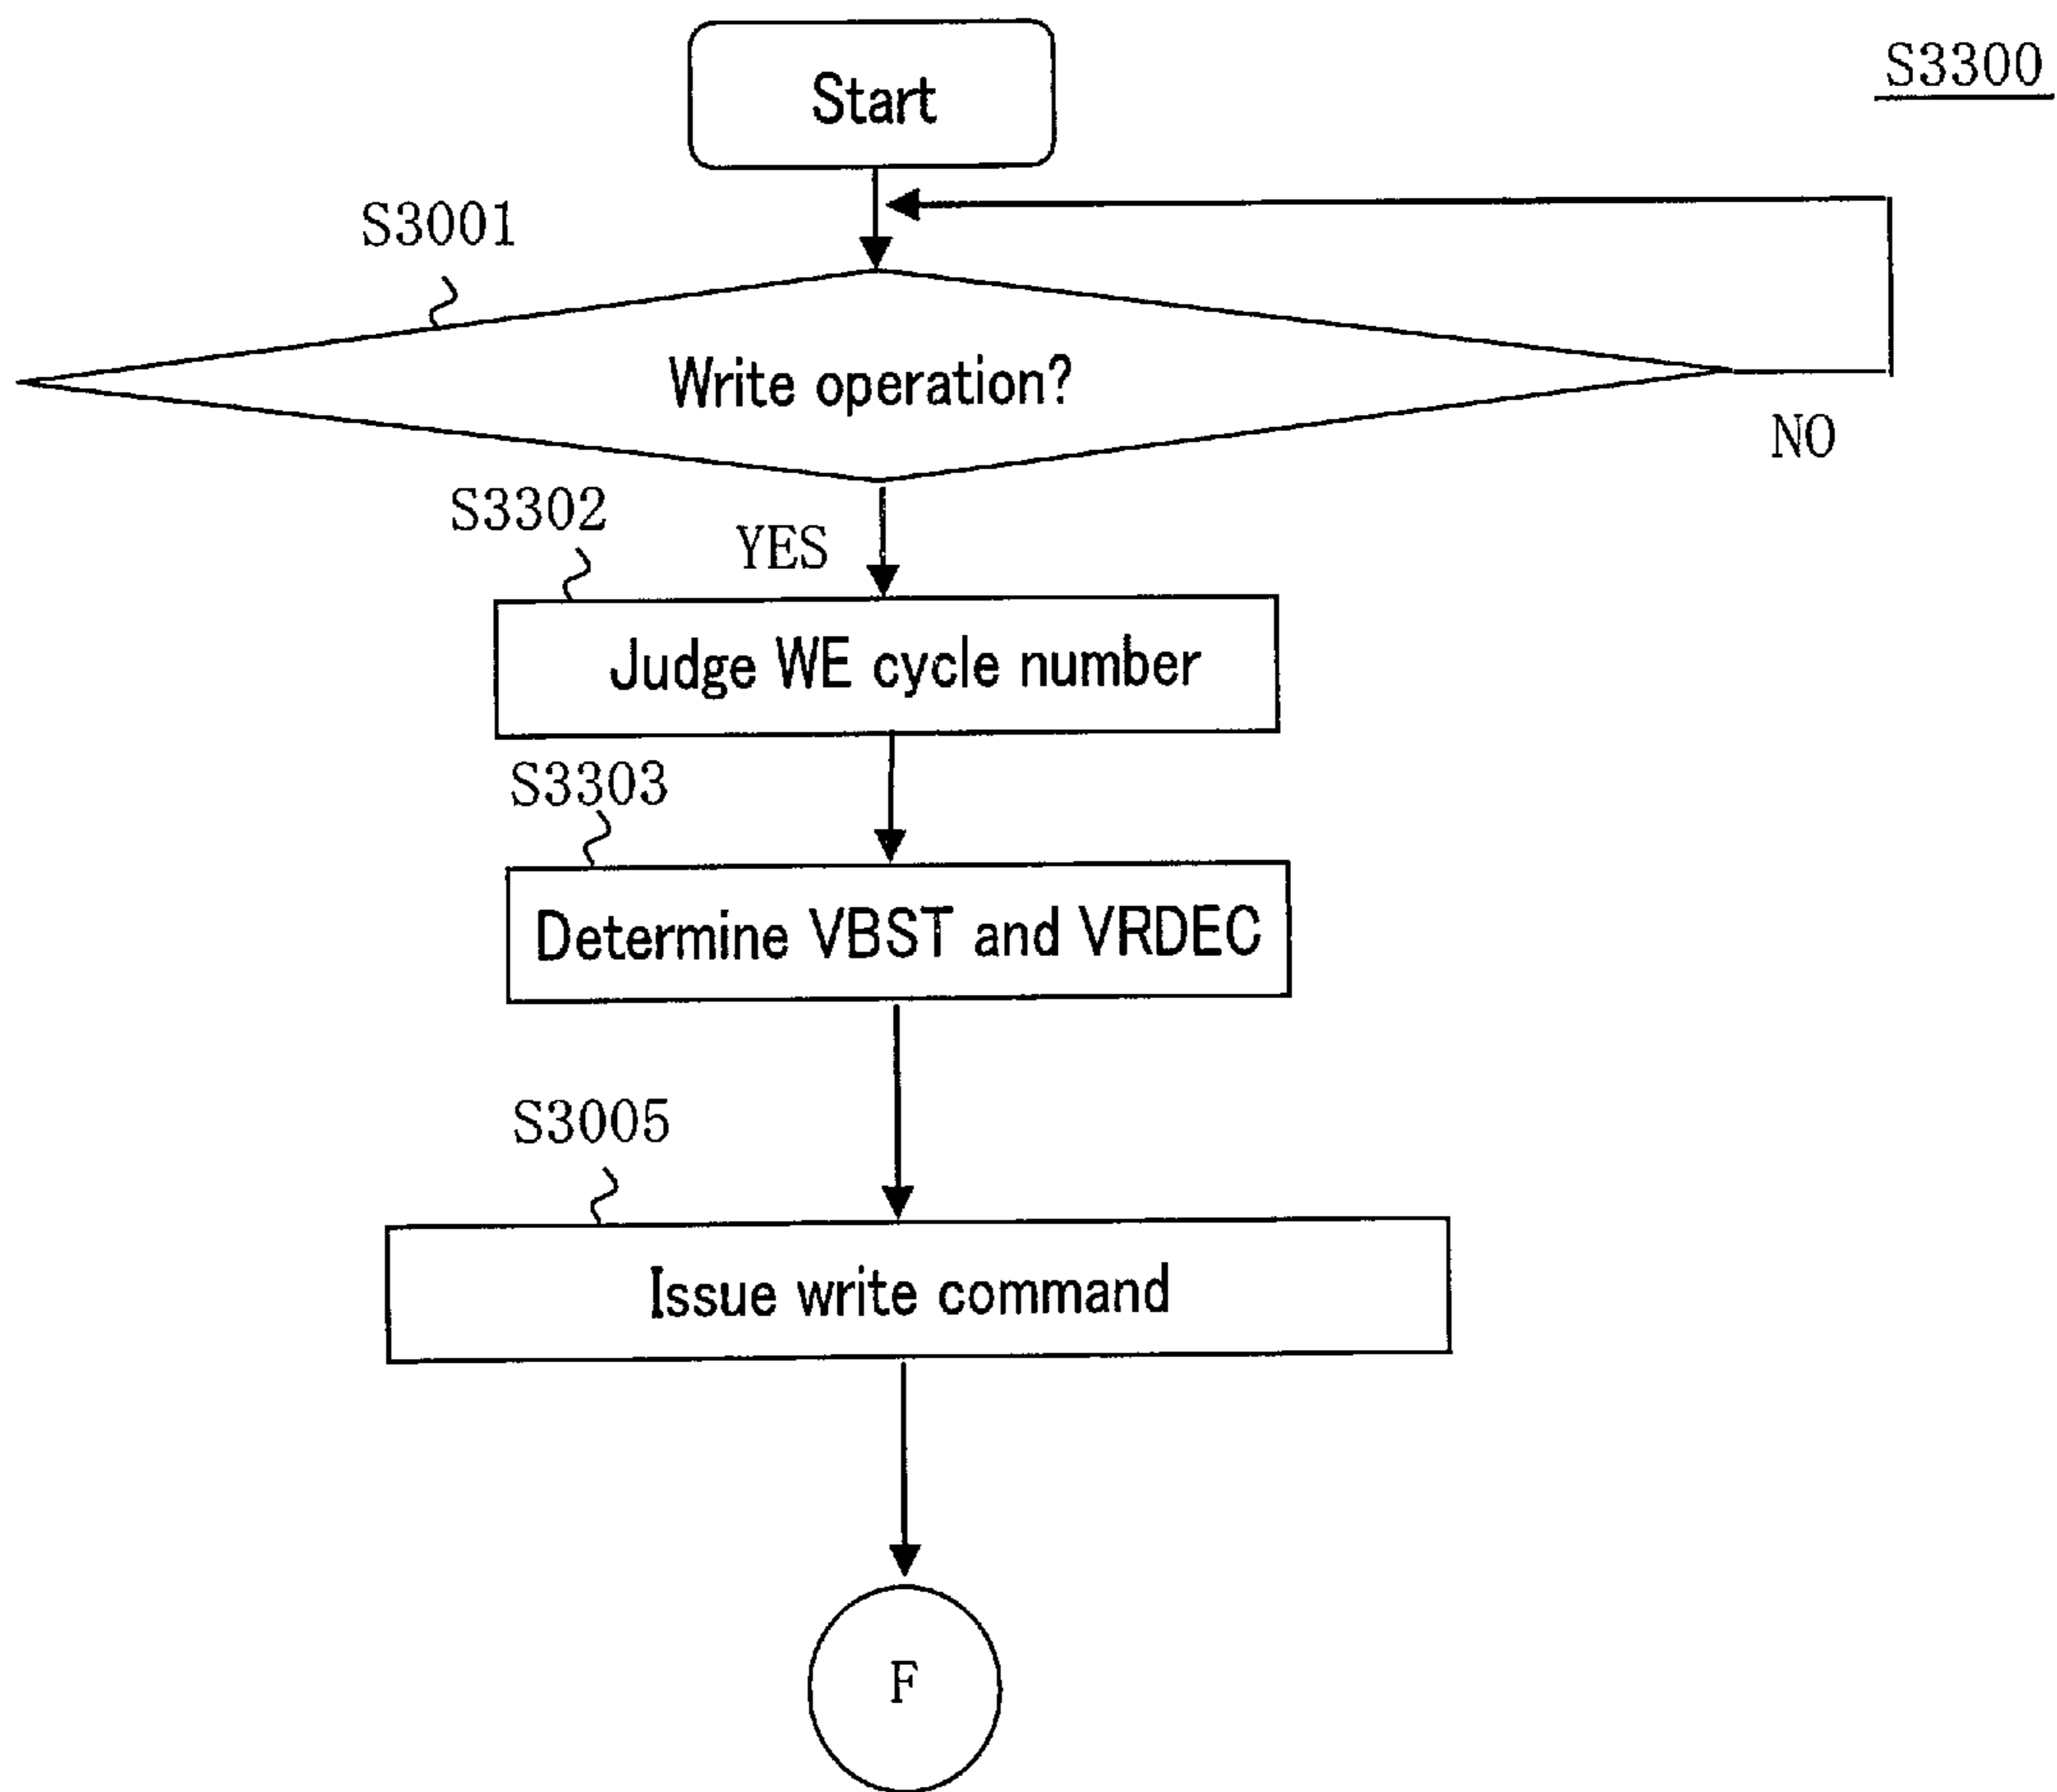 S3300
Start
S3001
Write operation?
NO
S3302
YES
Judge WE cycle number
S3303
Determine VBST and VRDEC
S3005
Issue write command
F